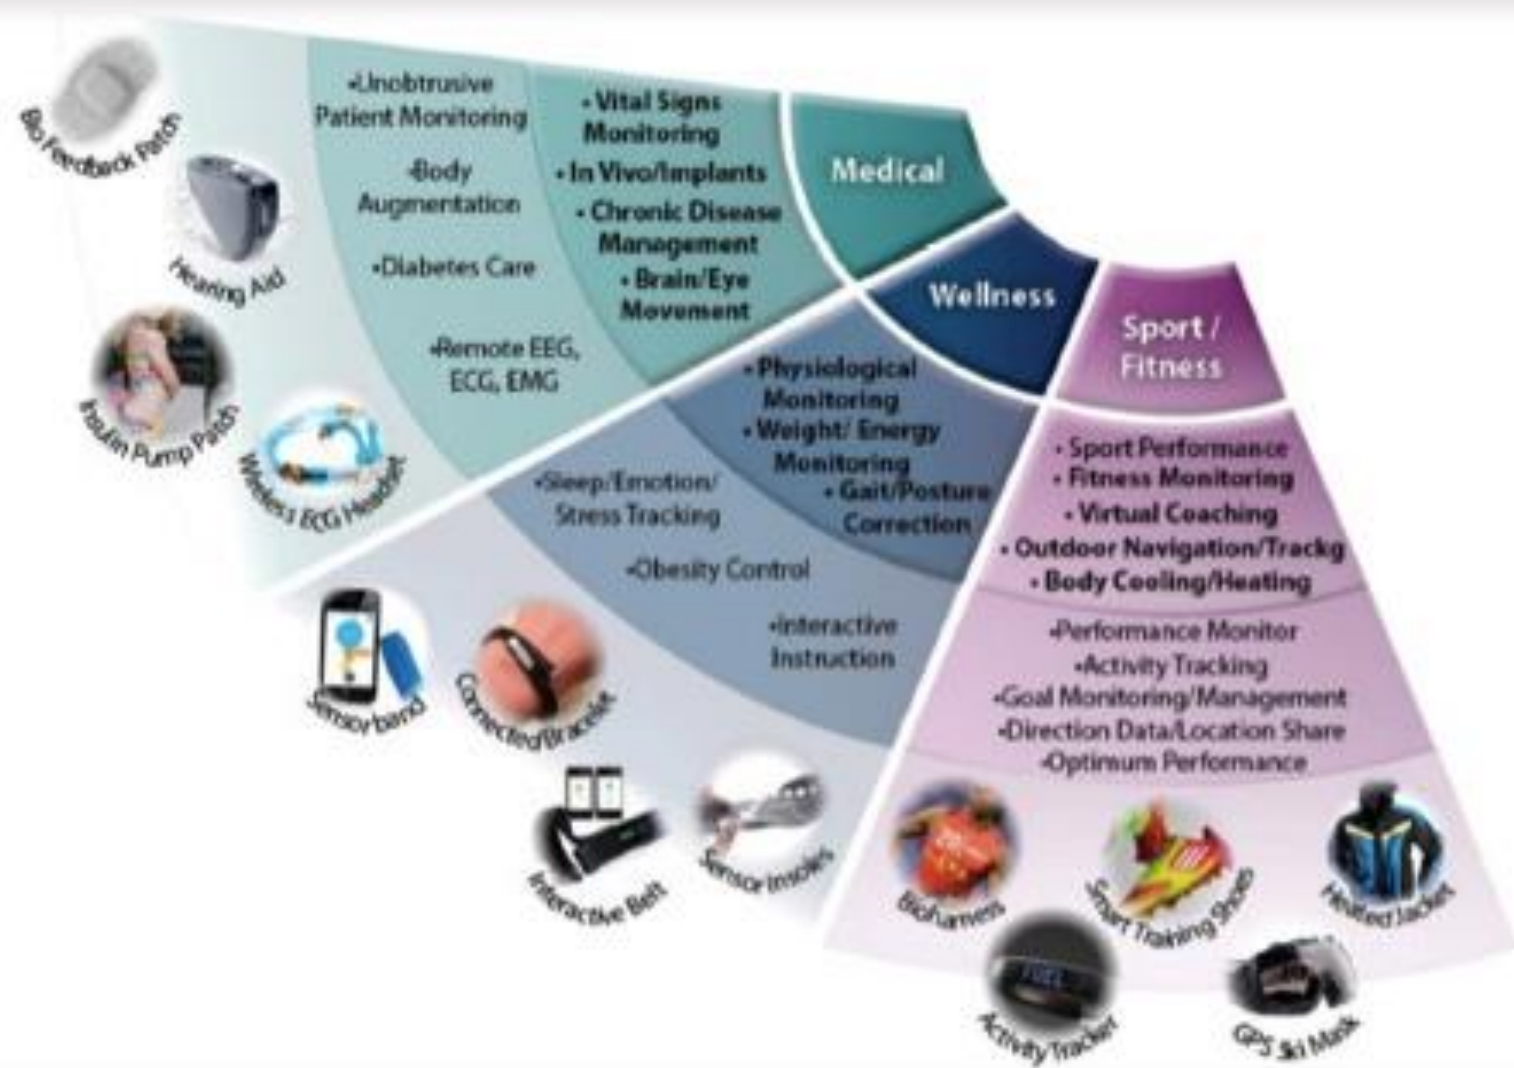 Medical
• Vital Signs
Monitoring
• In Vivo/Implants
• Chronic Disease
Management
• Brain/Eye
Movement
•Unobtrusive
Patient Monitoring
•Body
Augmentation
•Diabetes Care
•Remote EEG,
ECG, EMG
Bio Feedback Patch
Hearing Aid
Insulin Pump Patch
Wireless ECG Headset
Wellness
• Physiological
Monitoring
• Weight/ Energy
Monitoring
• Gait/Posture
Correction
•Sleep/Emotion/
Stress Tracking
•Obesity Control
•Interactive
Instruction
Sensor band
Connected Bracelet
Interactive Belt
Sensor Insoles
Sport /
Fitness
• Sport Performance
• Fitness Monitoring
• Virtual Coaching
• Outdoor Navigation/Trackg
• Body Cooling/Heating
•Performance Monitor
•Activity Tracking
•Goal Monitoring/Management
•Direction Data/Location Share
•Optimum Performance
Bioharness
Smart Training Shoes
Heated Jacket
FUEL
Activity Tracker
GPS Ski Mask